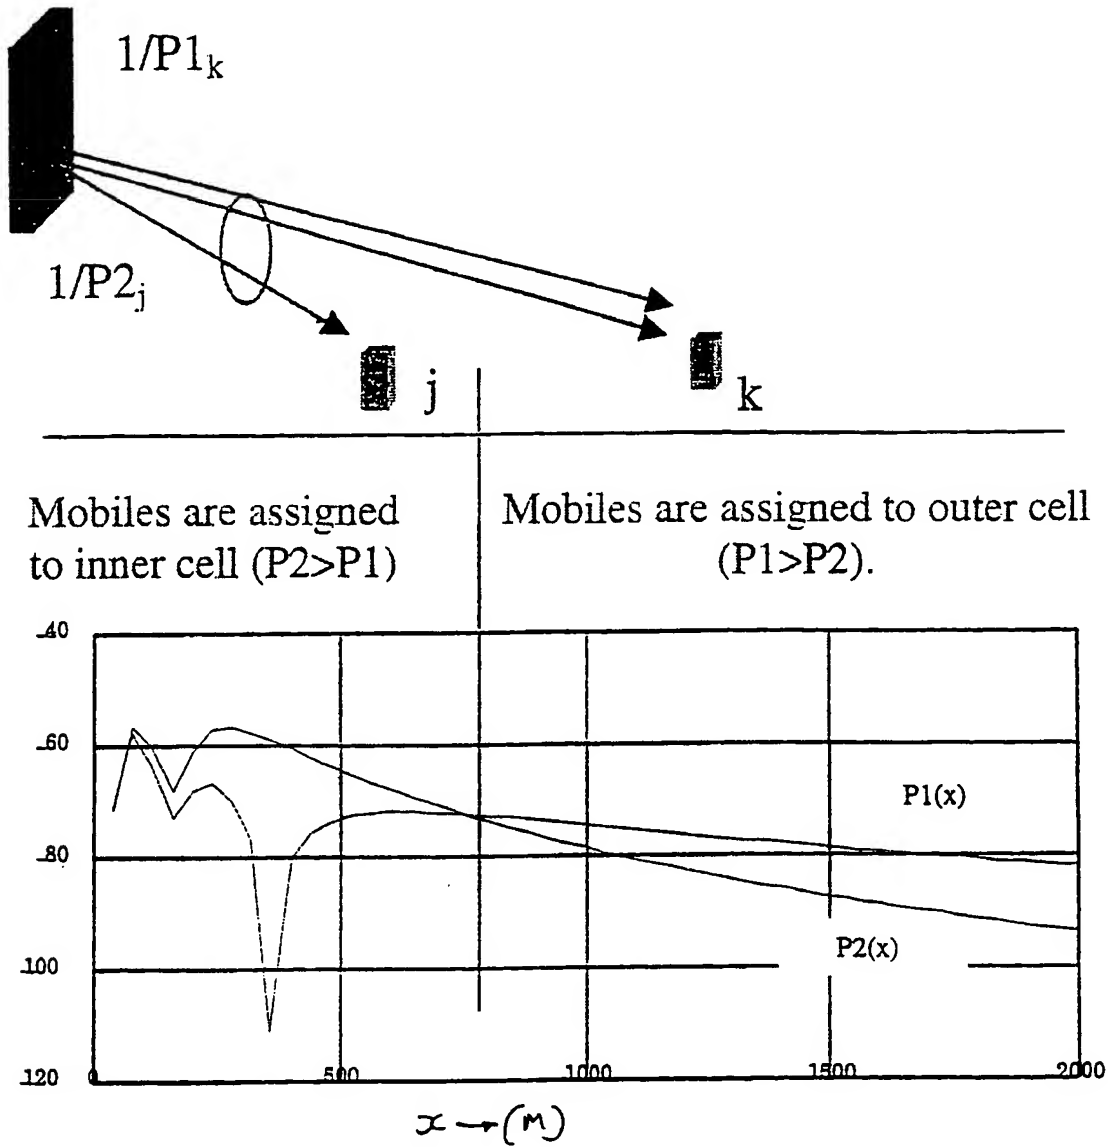 1/P1k
1/P2j
j
k
Mobiles are assigned
to inner cell (P2>P1)
Mobiles are assigned to outer cell
(P1>P2).
-40
-60
-80
-100
-120
P1(x)
P2(x)
0
500
1000
1500
2000
x → (M)